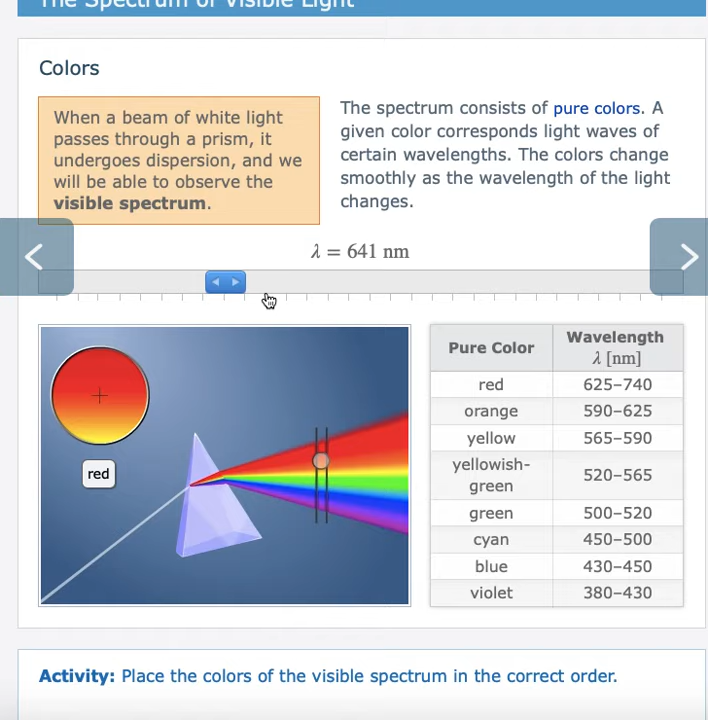 The Spectrum of Visible Light
Colors
When a beam of white light
passes through a prism, it
undergoes dispersion, and we
will be able to observe the
visible spectrum.
The spectrum consists of pure colors. A
given color corresponds light waves of
certain wavelengths. The colors change
smoothly as the wavelength of the light
changes.
λ = 641 nm
red
Pure Color
Wavelength
λ [nm]
red 625–740
orange 590–625
yellow 565–590
yellowish-
green 520–565
green 500–520
cyan 450–500
blue 430–450
violet 380–430
Activity: Place the colors of the visible spectrum in the correct order.